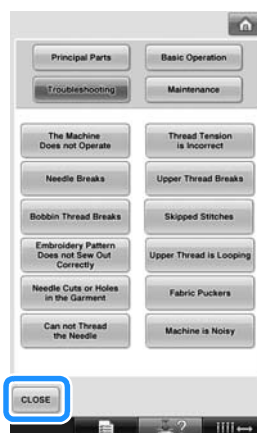 Principal Parts
Basic Operation
Troubleshooting
Maintenance
The Machine
Does not Operate
Thread Tension
is Incorrect
Needle Breaks
Upper Thread Breaks
Bobbin Thread Breaks
Skipped Stitches
Embroidery Pattern
Does not Sew Out
Correctly
Upper Thread is Looping
Needle Cuts or Holes
in the Garment
Fabric Puckers
Can not Thread
the Needle
Machine is Noisy
CLOSE
?